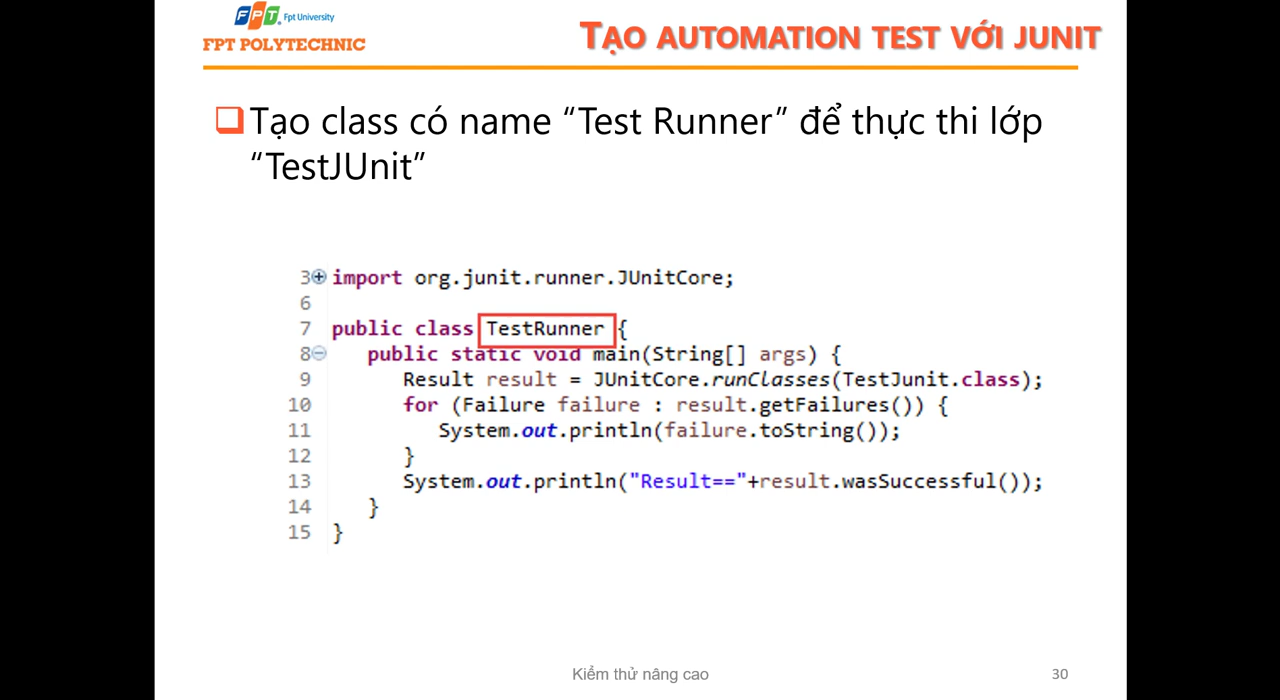 FPT. Fpt University
FPT POLYTECHNIC
TẠO AUTOMATION TEST VỚI JUNIT
Tạo class có name “Test Runner” để thực thi lớp
“TestJUnit”
3 import org.junit.runner.JUnitCore;
6
7 public class TestRunner {
8 public static void main(String[] args) {
9 Result result = JUnitCore.runClasses(TestJunit.class);
10 for (Failure failure : result.getFailures()) {
11 System.out.println(failure.toString());
12 }
13 System.out.println("Result=="+result.wasSuccessful());
14 }
15 }
Kiểm thử nâng cao
30